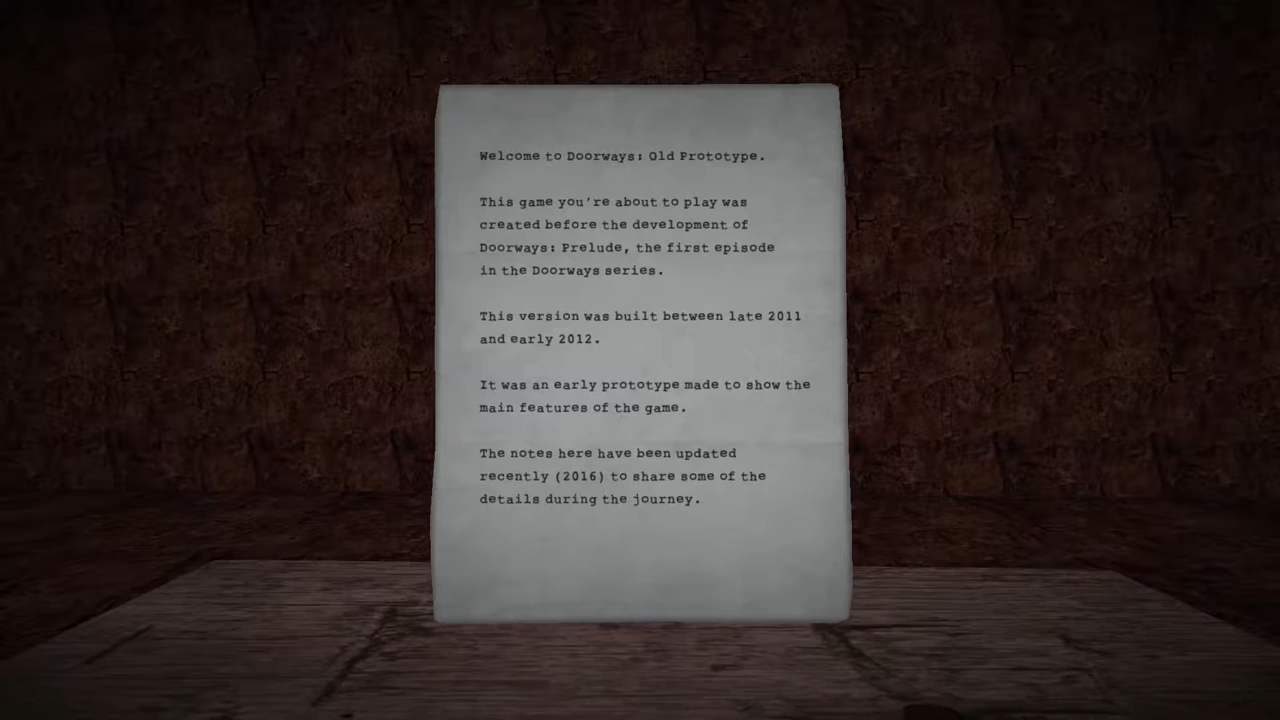 Welcome to Doorways: Old Prototype.
This game you're about to play was
created before the development of
Doorways: Prelude, the first episode
in the Doorways series.
This version was built between late 2011
and early 2012.
It was an early prototype made to show the
main features of the game.
The notes here have been updated
recently (2016) to share some of the
details during the journey.